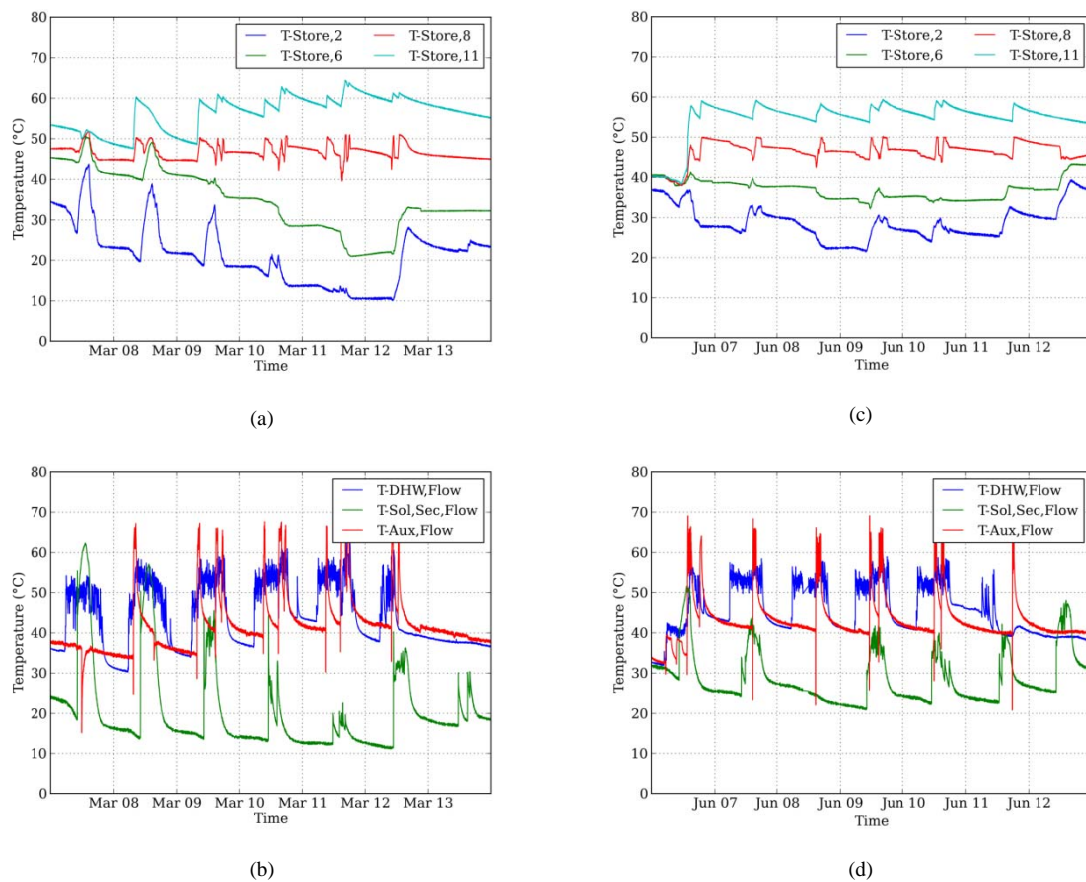 80
70
60
50
40
30
20
10
0
Temperature (°C)
T-Store,2 T-Store,8
T-Store,6 T-Store,11
Mar 08 Mar 09 Mar 10 Mar 11 Mar 12 Mar 13
Time
(a)
80
70
60
50
40
30
20
10
0
Temperature (°C)
T-Store,2 T-Store,8
T-Store,6 T-Store,11
Jun 07 Jun 08 Jun 09 Jun 10 Jun 11 Jun 12
Time
(c)
80
70
60
50
40
30
20
10
0
Temperature (°C)
T-DHW,Flow
T-Sol,Sec,Flow
T-Aux,Flow
Mar 08 Mar 09 Mar 10 Mar 11 Mar 12 Mar 13
Time
(b)
80
70
60
50
40
30
20
10
0
Temperature (°C)
T-DHW,Flow
T-Sol,Sec,Flow
T-Aux,Flow
Jun 07 Jun 08 Jun 09 Jun 10 Jun 11 Jun 12
Time
(d)